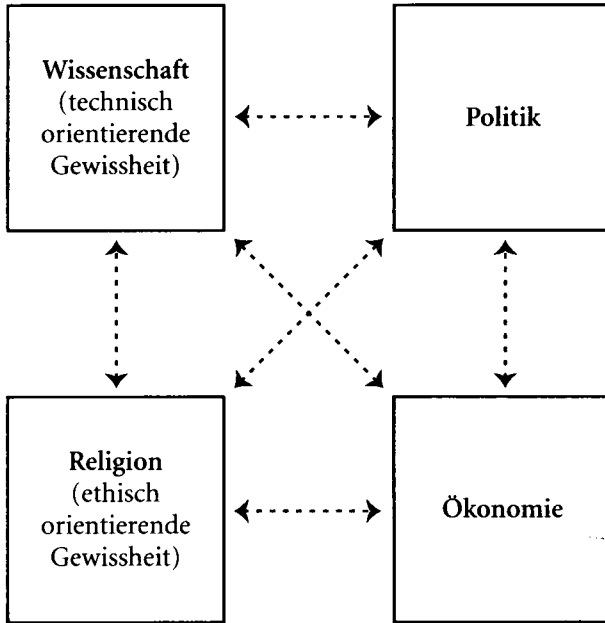 Wissenschaft
(technisch
orientierende
Gewissheit)
Politik
Religion
(ethisch
orientierende
Gewissheit)
Ökonomie